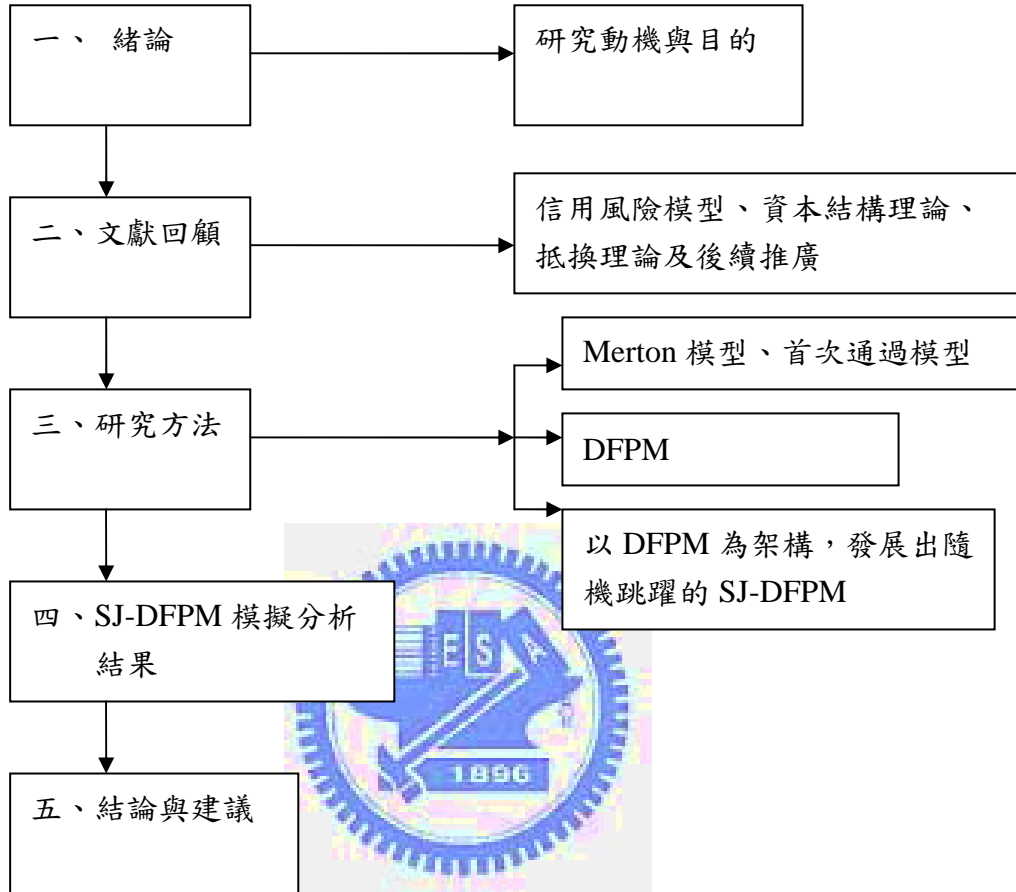 一、 緒論
研究動機與目的
二、文獻回顧
信用風險模型、資本結構理論、
抵換理論及後續推廣
三、研究方法
Merton 模型、首次通過模型
DFPM
以 DFPM 為架構，發展出隨
機跳躍的 SJ-DFPM
四、SJ-DFPM 模擬分析
結果
E S A
1896
五、結論與建議